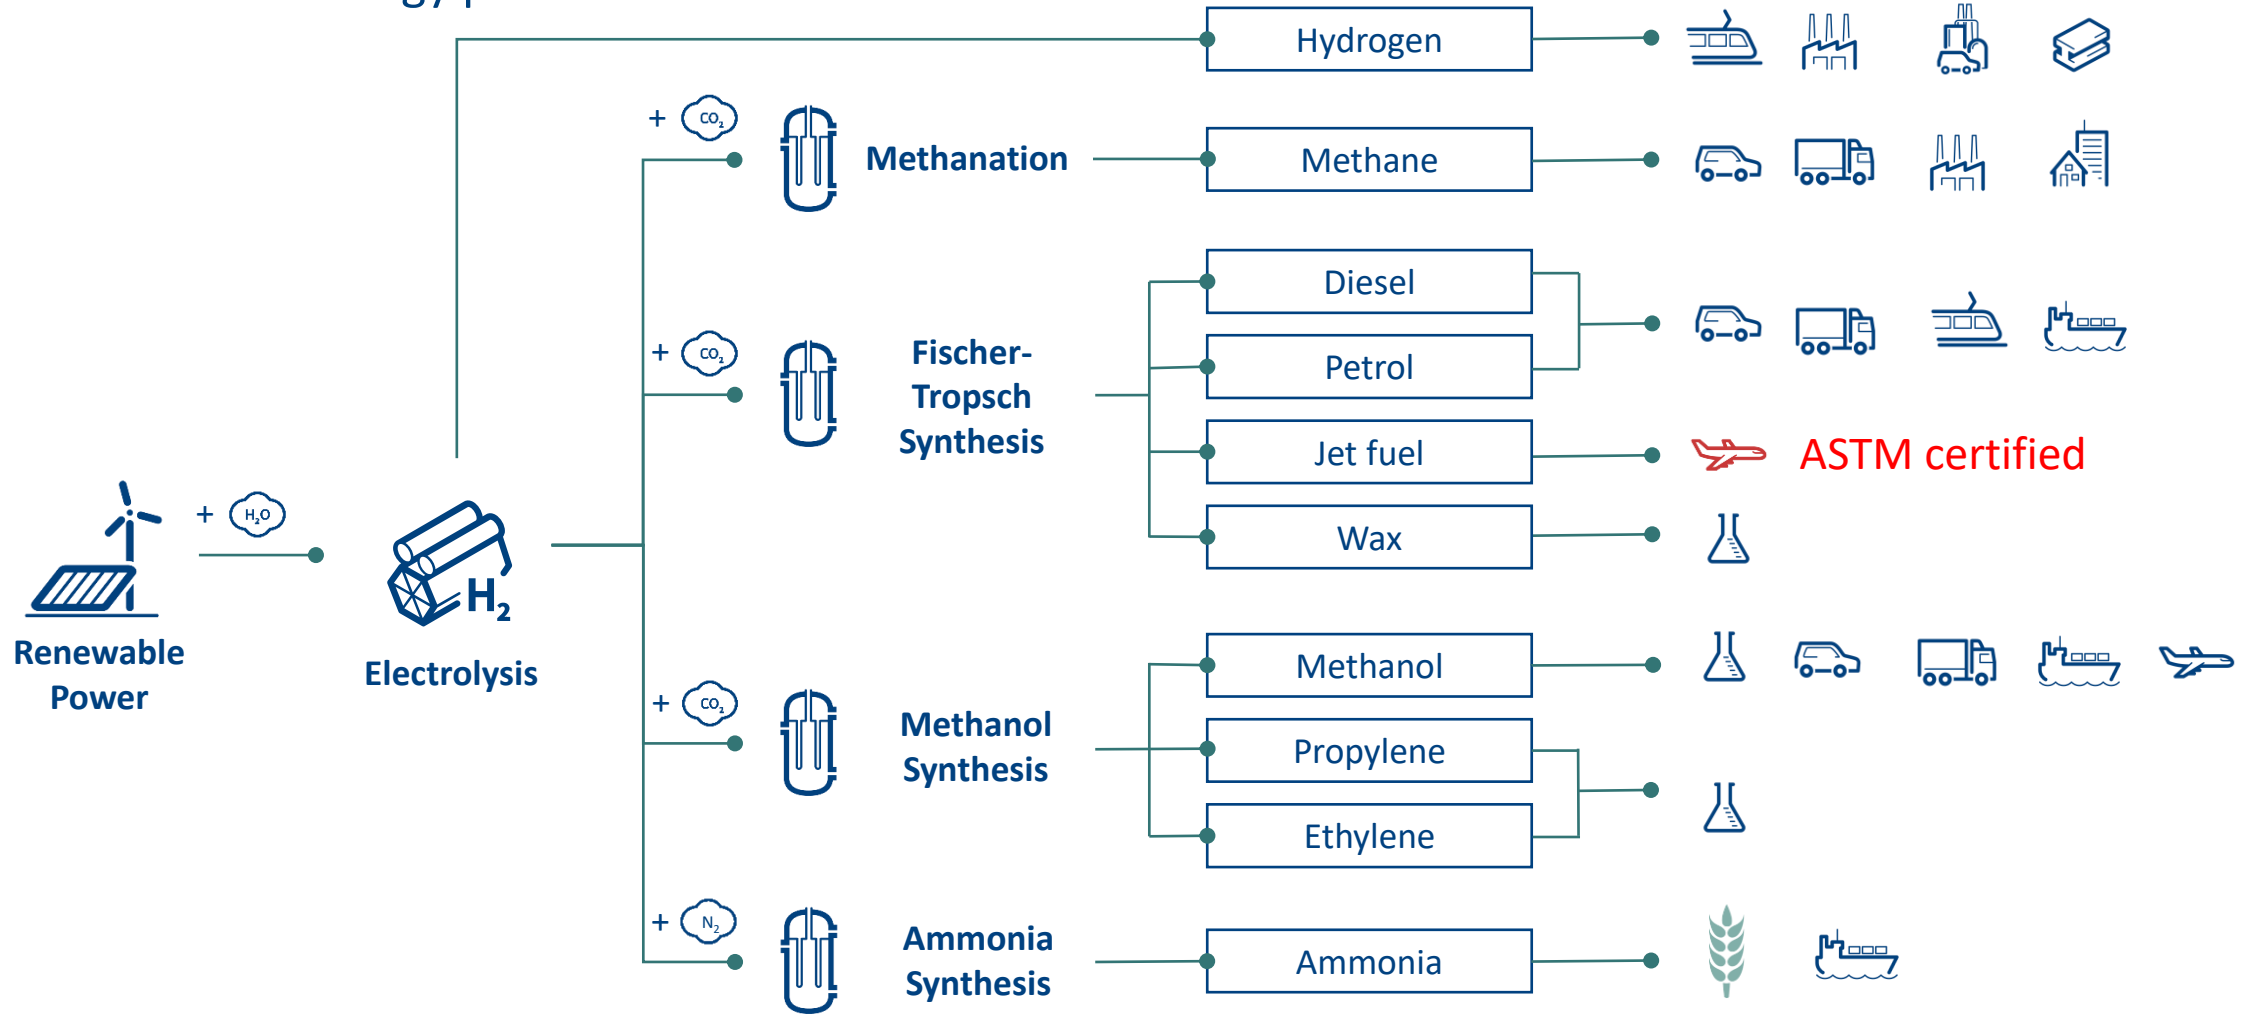 Hydrogen
+ CO₂
Methanation
Methane
Diesel
+ CO₂
Fischer-
Tropsch
Synthesis
Petrol
Jet fuel
ASTM certified
Wax
+ H₂O
H₂
Renewable
Power
Electrolysis
+ CO₂
Methanol
Synthesis
Methanol
Propylene
Ethylene
+ N₂
Ammonia
Synthesis
Ammonia